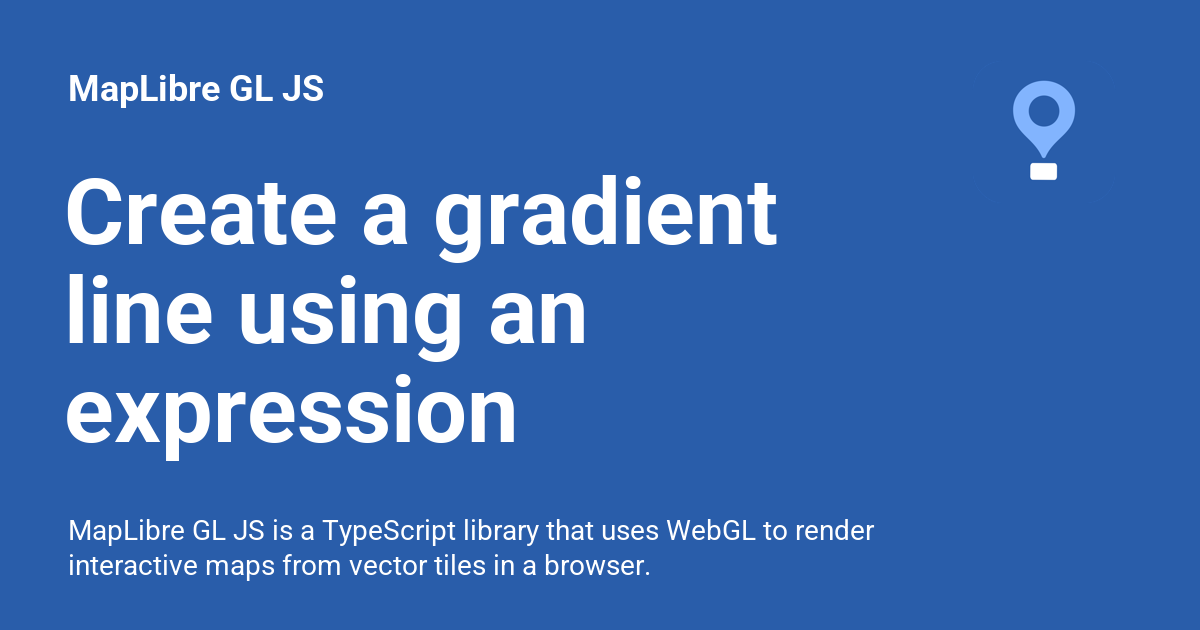 MapLibre GL JS
Create a gradient
line using an
expression
MapLibre GL JS is a TypeScript library that uses WebGL to render
interactive maps from vector tiles in a browser.